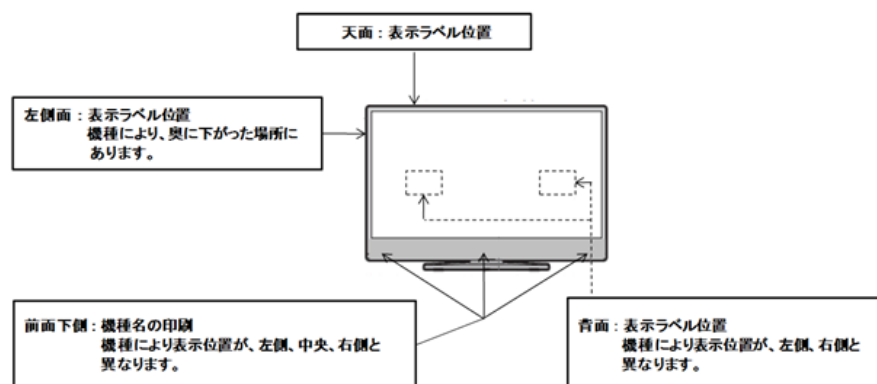 天面：表示ラベル位置
左側面：表示ラベル位置
機種により、奥に下がった場所に
あります。
前面下側：機種名の印刷
機種により表示位置が、左側、中央、右側と
異なります。
背面：表示ラベル位置
機種により表示位置が、左側、右側と
異なります。